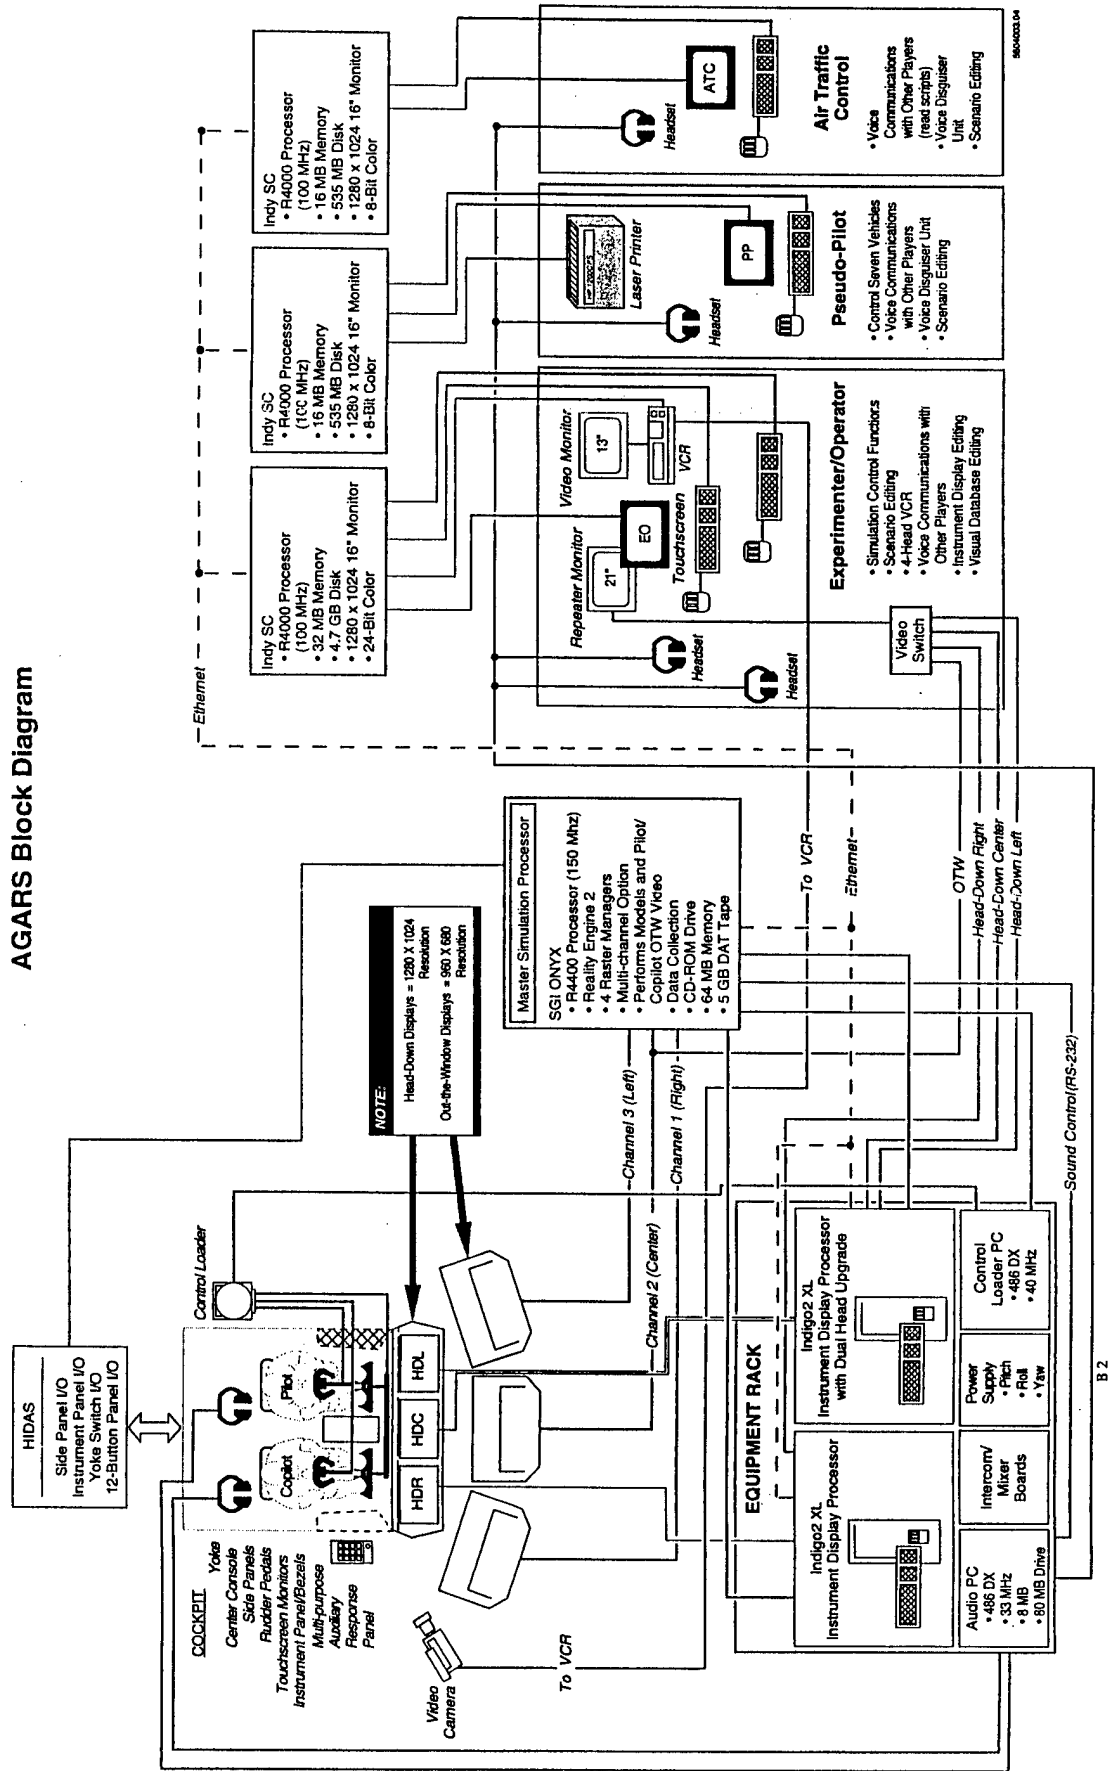 AGARS Block Diagram
HIDAS
Side Panel I/O
Instrument Panel I/O
Yoke Switch I/O
12-Button Panel I/O
COCKPIT
Yoke
Center Console
Side Panels
Rudder Pedals
Touchscreen Monitors
Instrument Panel/Bezels
Multi-purpose
Auxiliary
Response
Panel
Copilot
Pilot
Control Loader
HDR
HDC
HDL
Video
Camera
To VCR
NOTE:
Head-Down Displays = 1280 X 1024
Resolution
Out-the-Window Displays = 960 X 680
Resolution
Channel 3 (Left)
Channel 2 (Center)
Channel 1 (Right)
Master Simulation Processor
SGI ONYX
• R4400 Processor (150 Mhz)
• Reality Engine 2
• 4 Raster Managers
• Multi-channel Option
• Performs Models and Pilot/
Copilot OTW Video
• Data Collection
• CD-ROM Drive
• 64 MB Memory
• 5 GB DAT Tape
EQUIPMENT RACK
Indigo2 XL
Instrument Display Processor
Indigo2 XL
Instrument Display Processor
with Dual Head Upgrade
Audio PC
• 486 DX
• 33 MHz
• 8 MB
• 80 MB Drive
Intercom/
Mixer
Boards
Power
Supply
• Pitch
• Roll
• Yaw
Control
Loader PC
• 486 DX
• 40 MHz
Sound Control(RS-232)
To VCR
Ethernet
OTW
Head-Down Right
Head-Down Center
Head-Down Left
Ethernet
Indy SC
• R4000 Processor
(100 MHz)
• 32 MB Memory
• 4.7 GB Disk
• 1280 x 1024 16" Monitor
• 24-Bit Color
Indy SC
• R4000 Processor
(100 MHz)
• 16 MB Memory
• 535 MB Disk
• 1280 x 1024 16" Monitor
• 8-Bit Color
Indy SC
• R4000 Processor
(100 MHz)
• 16 MB Memory
• 535 MB Disk
• 1280 x 1024 16" Monitor
• 8-Bit Color
Repeater Monitor
21"
EO
Touchscreen
Video Monitor
13"
VCR
Headset
Headset
Video
Switch
Experimenter/Operator
• Simulation Control Functions
• Scenario Editing
• 4-Head VCR
• Voice Communications with
Other Players
• Instrument Display Editing
• Visual Database Editing
Laser Printer
PP
Headset
Pseudo-Pilot
• Control Seven Vehicles
• Voice Communications
with Other Players
• Voice Disguiser Unit
• Scenario Editing
ATC
Headset
Air Traffic
Control
• Voice
Communications
with Other Players
(read scripts)
• Voice Disguiser
Unit
• Scenario Editing
B 2